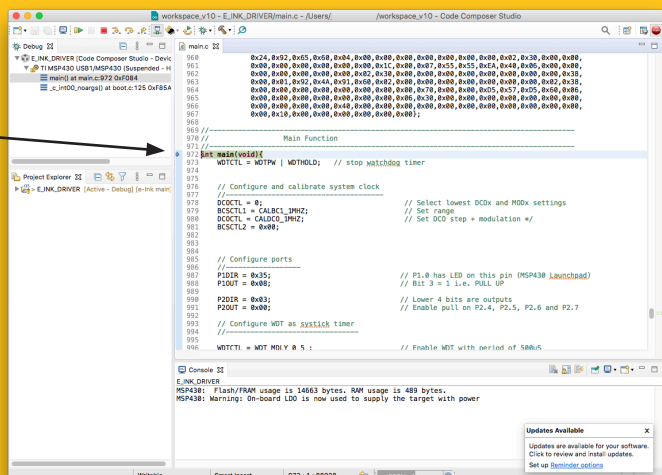 workspace_v10 - E_INK_DRIVER/main.c - /Users/ /workspace_v10 - Code Composer Studio
Debug
E_INK_DRIVER [Code Composer Studio - Devic
TI MSP430 USB1/MSP430 (Suspended - H
main() at main.c:972 0xF084
_c_int00_noargs() at boot.c:125 0xF85A
Project Explorer
> E_INK_DRIVER [Active - Debug] [e-Ink main]
main.c
960 0x24,0x92,0x65,0x60,0x04,0x00,0x00,0x00,0x00,0x00,0x00,0x00,0x02,0x30,0x00,0x00,
961 0x00,0x00,0x00,0x00,0x00,0x00,0x1C,0x00,0x07,0x55,0x55,0xEA,0x40,0x06,0x00,0x00,
962 0x00,0x00,0x00,0x00,0x00,0x02,0x30,0x00,0x00,0x00,0x00,0x00,0x00,0x00,0x00,0x38,
963 0x00,0x01,0x92,0x4A,0x91,0x60,0x02,0x00,0x00,0x00,0x00,0x00,0x00,0x00,0x02,0x38,
964 0x00,0x00,0x00,0x00,0x00,0x00,0x00,0x70,0x00,0x00,0xD5,0x57,0xD5,0x60,0x06,
965 0x00,0x00,0x00,0x00,0x00,0x00,0x06,0x30,0x00,0x00,0x00,0x00,0x00,0x00,0x00,
966 0x00,0x00,0x00,0x00,0x40,0x00,0x00,0x00,0x00,0x00,0x00,0x00,0x00,0x00,0x00,0x00,
967 0x00,0x10,0x00,0x00,0x00,0x00,0x00,0x00};
968
969 //----------------------------------------------------------------------
970 // Main Function
971 //----------------------------------------------------------------------
972 int main(void){
973 WDTCTL = WDTPW | WDTHOLD; // stop watchdog timer
974
975
976 // Configure and calibrate system clock
977 //----------------------------------
978 DCOCTL = 0; // Select lowest DCOx and MODx settings
979 BCSCTL1 = CALBC1_1MHZ; // Set range
980 DCOCTL = CALDCO_1MHZ; // Set DCO step + modulation */
981 BCSCTL2 = 0x00;
982
983
984
985 // Configure ports
986 //-----------------
987 P1DIR = 0x35; // P1.0 has LED on this pin (MSP430 Launchpad)
988 P1OUT = 0x08; // Bit 3 = 1 i.e. PULL UP
989
990 P2DIR = 0x03; // Lower 4 bits are outputs
991 P2OUT = 0x00; // Enable pull on P2.4, P2.5, P2.6 and P2.7
992
993 // Configure WDT as systick timer
994 //------------------------------
995
996 WDTCTL = WDT_MDLY_0_5 ; // Enable WDT with period of 500uS
Console
E_INK_DRIVER
MSP430: Flash/FRAM usage is 14663 bytes. RAM usage is 489 bytes.
MSP430: Warning: On-board LDO is now used to supply the target with power
Updates Available x
Updates are available for your software.
Click to review and install updates.
Set up Reminder options
Writable Smart Insert